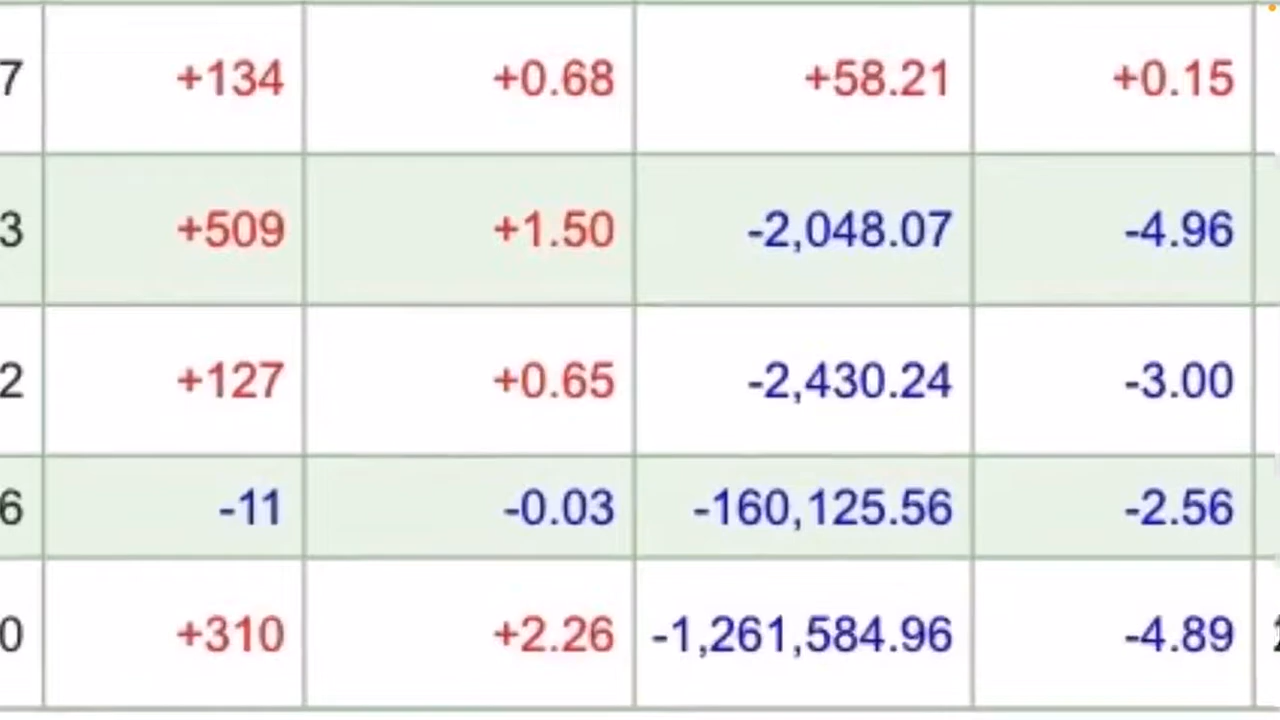 7 +134 +0.68 +58.21 +0.15
3 +509 +1.50 -2,048.07 -4.96
2 +127 +0.65 -2,430.24 -3.00
6 -11 -0.03 -160,125.56 -2.56
0 +310 +2.26 -1,261,584.96 -4.89